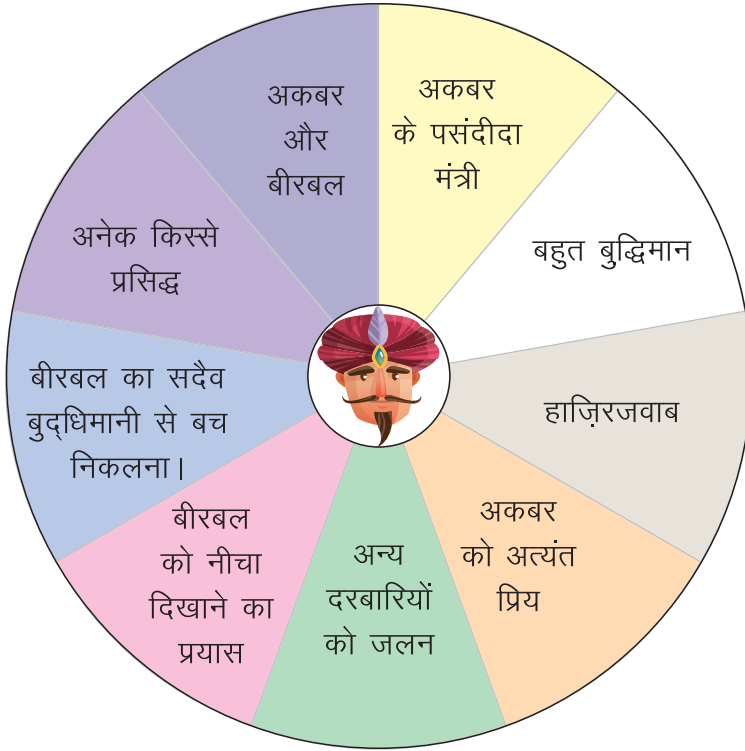 अकबर
के पसंदीदा
मंत्री
बहुत बुद्धिमान
हाज़िरजवाब
अकबर
को अत्यंत
प्रिय
अन्य
दरबारियों
को जलन
बीरबल
को नीचा
दिखाने का
प्रयास
बीरबल का सदैव
बुद्‌धिमानी से बच
निकलना।
अनेक किस्से
प्रसिद्ध
अकबर
और
बीरबल